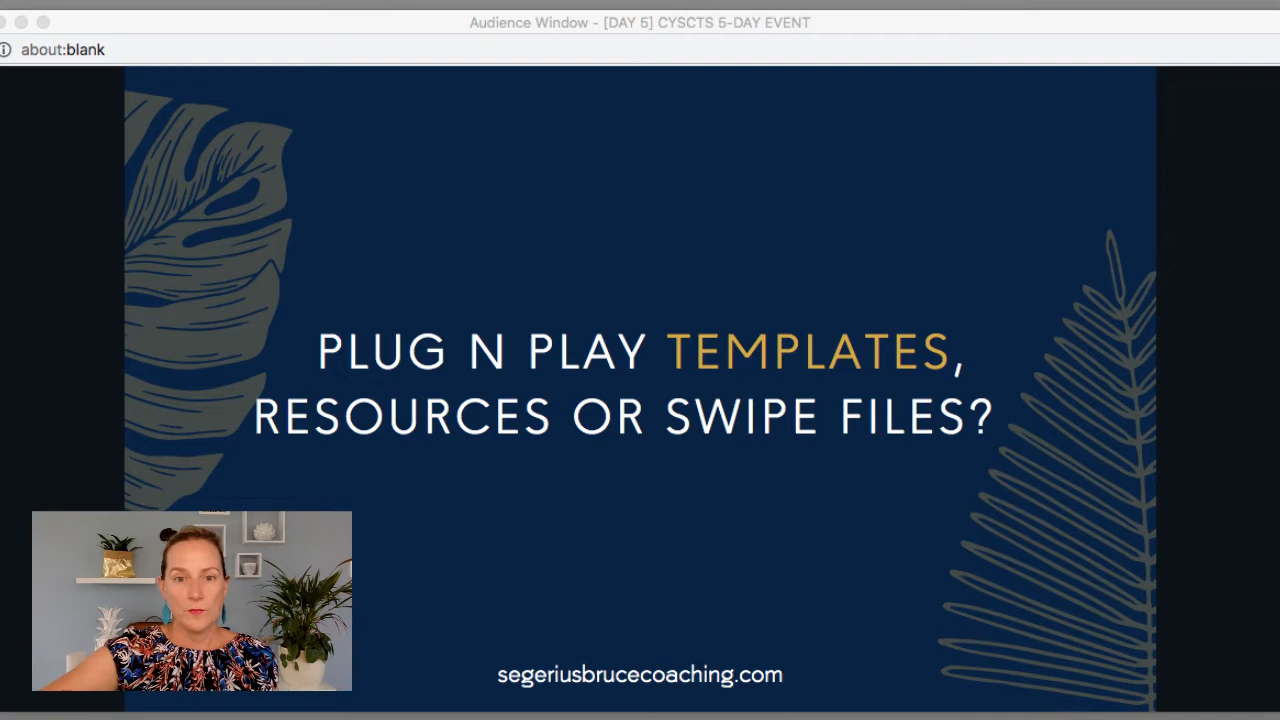 Audience Window - [DAY 5] CYSCTS 5-DAY EVENT
about:blank
PLUG N PLAY TEMPLATES,
RESOURCES OR SWIPE FILES?
segeriusbrucecoaching.com